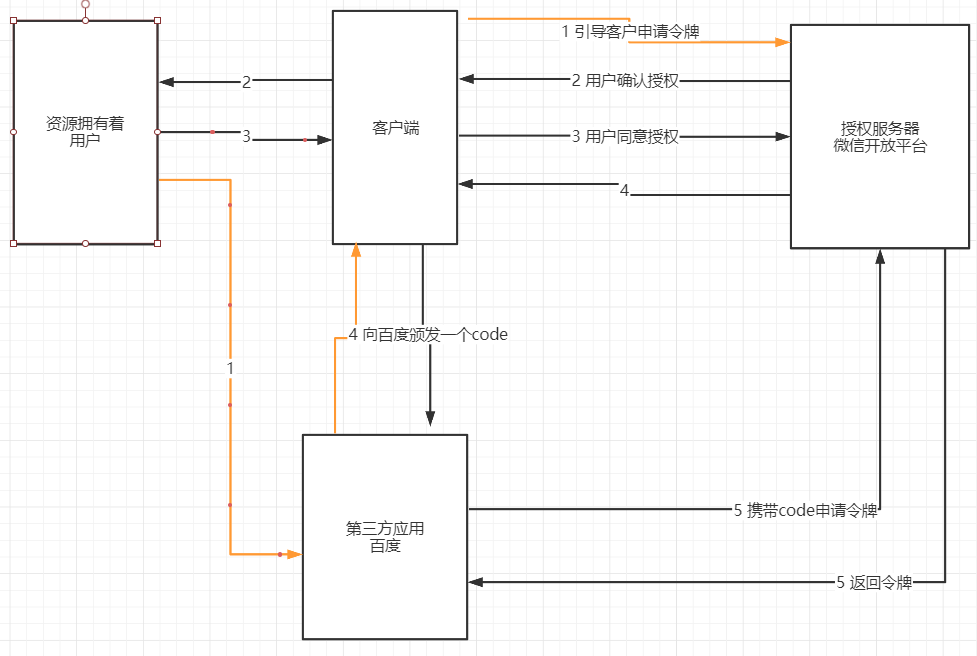 1 引导客户申请令牌
2
2 用户确认授权
资源拥有着
用户
客户端
授权服务器
微信开放平台
3
3 用户同意授权
4
4 向百度颁发一个code
1
第三方应用
百度
5 携带code申请令牌
5 返回令牌